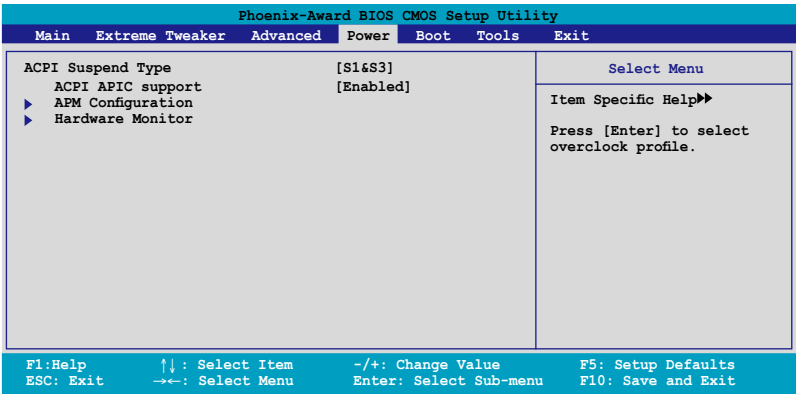 Phoenix-Award BIOS CMOS Setup Utility
Main Extreme Tweaker Advanced Power Boot Tools Exit
ACPI Suspend Type [S1&S3]
ACPI APIC support [Enabled]
APM Configuration
Hardware Monitor
Select Menu
Item Specific Help
Press [Enter] to select
overclock profile.
F1:Help ↑↓: Select Item -/+: Change Value F5: Setup Defaults
ESC: Exit →←: Select Menu Enter: Select Sub-menu F10: Save and Exit